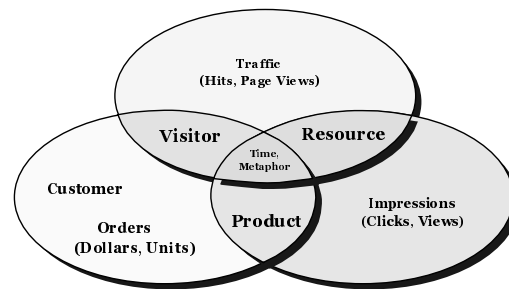 Traffic
(Hits, Page Views)
Visitor
Resource
Time,
Metaphor
Customer
Orders
(Dollars, Units)
Product
Impressions
(Clicks, Views)